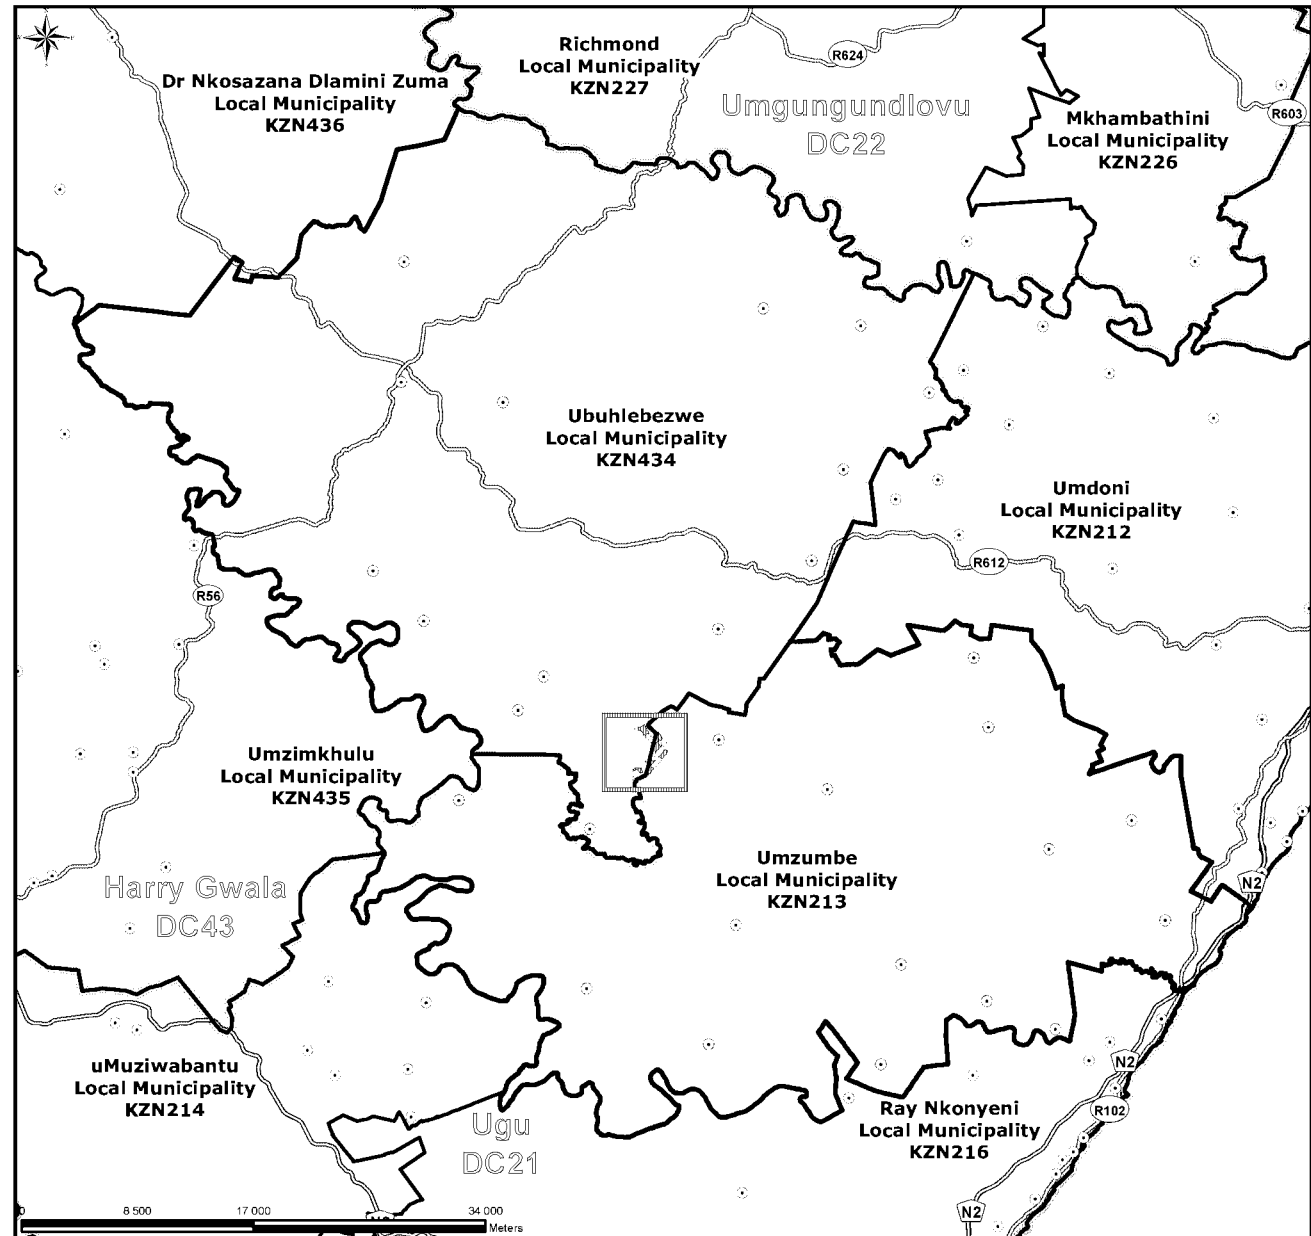 Richmond
Local Municipality
KZN227
R624
Dr Nkosazana Dlamini Zuma
Local Municipality
KZN436
Umgungundlovu
DC22
R603
Mkhambathini
Local Municipality
KZN226
Ubuhlebezwe
Local Municipality
KZN434
Umdoni
Local Municipality
KZN212
R612
R56
Umzimkhulu
Local Municipality
KZN435
Umzumbe
Local Municipality
KZN213
N2
Harry Gwala
DC43
uMuziwabantu
Local Municipality
KZN214
N2
Ray Nkonyeni
Local Municipality
KZN216
R102
Ugu
DC21
N2
0 8 500 17 000 34 000
Meters